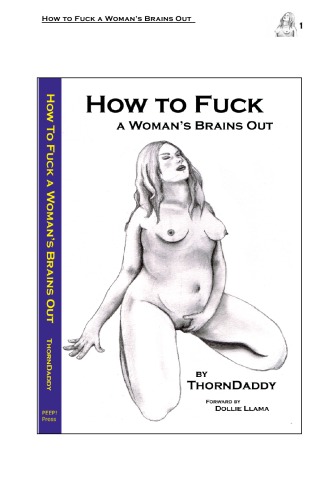 How to Fuck a Woman's Brains Out
1
How to Fuck
a Woman's Brains Out
How To Fuck a Woman's Brains Out
ThornDaddy
PEEP!
Press
by
ThornDaddy
Forward by
Dollie Llama